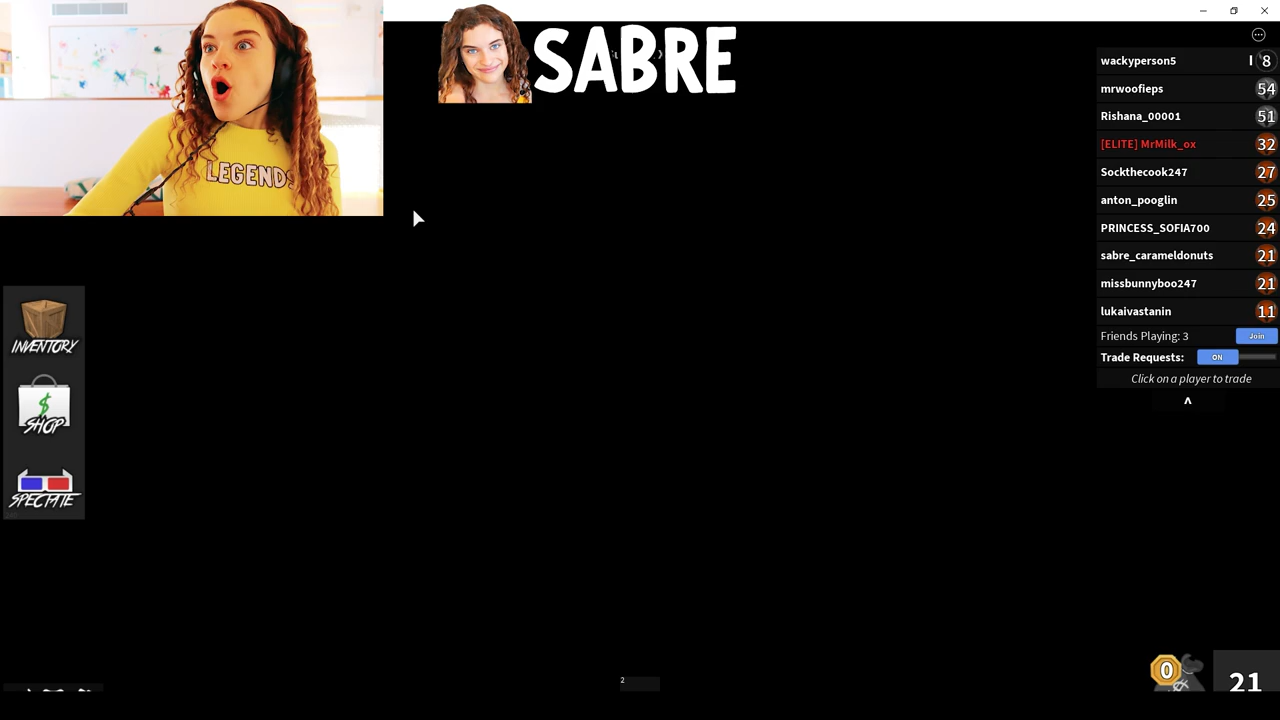 LEGENDS
SABRE
wackyperson5 8
mrwoofieps 54
Rishana_00001 51
[ELITE] MrMilk_ox 32
Sockthecook247 27
anton_pooglin 25
PRINCESS_SOFIA700 24
sabre_carameldonuts 21
missbunnyboo247 21
lukaivastanin 11
Friends Playing: 3 Join
Trade Requests: ON
Click on a player to trade
INVENTORY
SHOP
SPECTATE
2
0
21